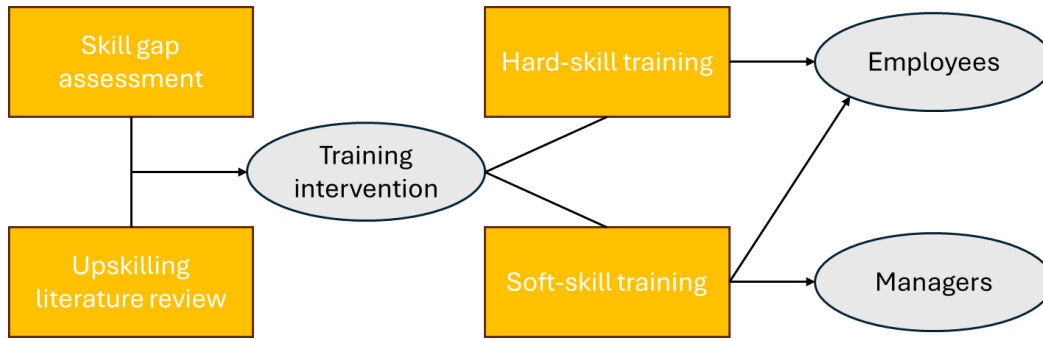 Skill gap
assessment
Upskilling
literature review
Training
intervention
Hard-skill training
Soft-skill training
Employees
Managers